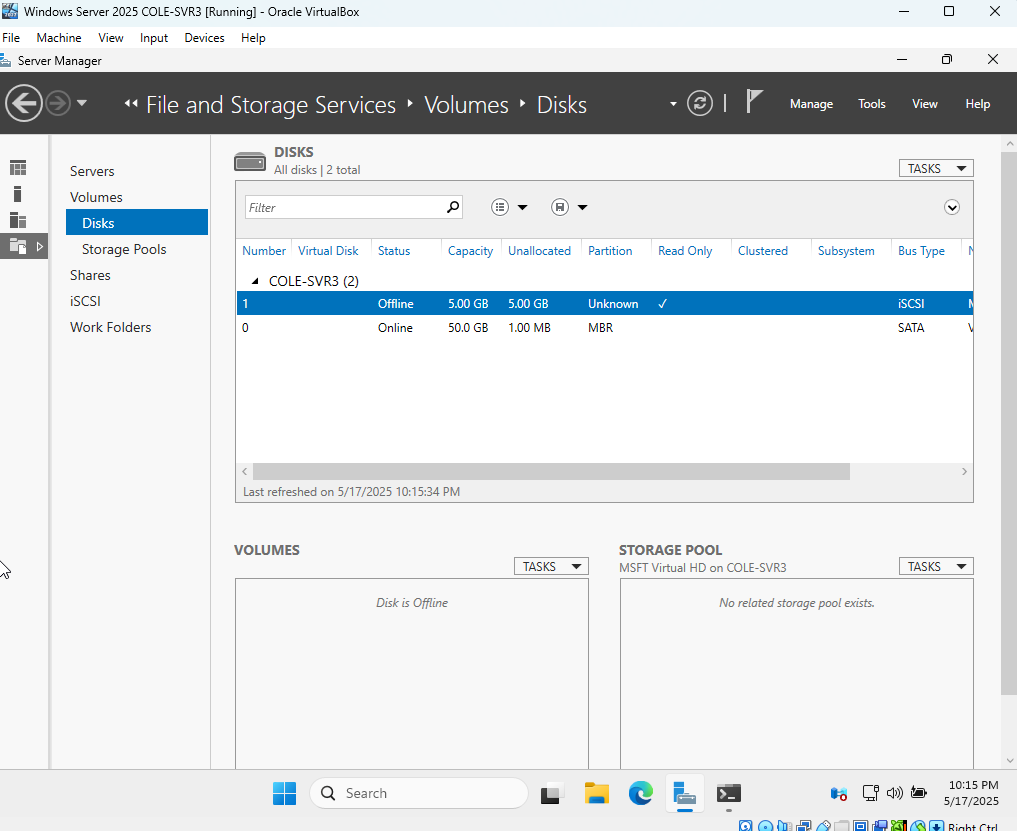 Windows Server 2025 COLE-SVR3 [Running] - Oracle VirtualBox
File Machine View Input Devices Help
Server Manager
File and Storage Services Volumes Disks
Manage Tools View Help
Servers
Volumes
Disks
Storage Pools
Shares
iSCSI
Work Folders
DISKS
All disks | 2 total
TASKS
Filter
Number Virtual Disk Status Capacity Unallocated Partition Read Only Clustered Subsystem Bus Type
COLE-SVR3 (2)
1 Offline 5.00 GB 5.00 GB Unknown ✓ iSCSI
0 Online 50.0 GB 1.00 MB MBR SATA
Last refreshed on 5/17/2025 10:15:34 PM
VOLUMES
TASKS
Disk is Offline
STORAGE POOL
MSFT Virtual HD on COLE-SVR3
TASKS
No related storage pool exists.
Search
10:15 PM
5/17/2025
Right Ctrl